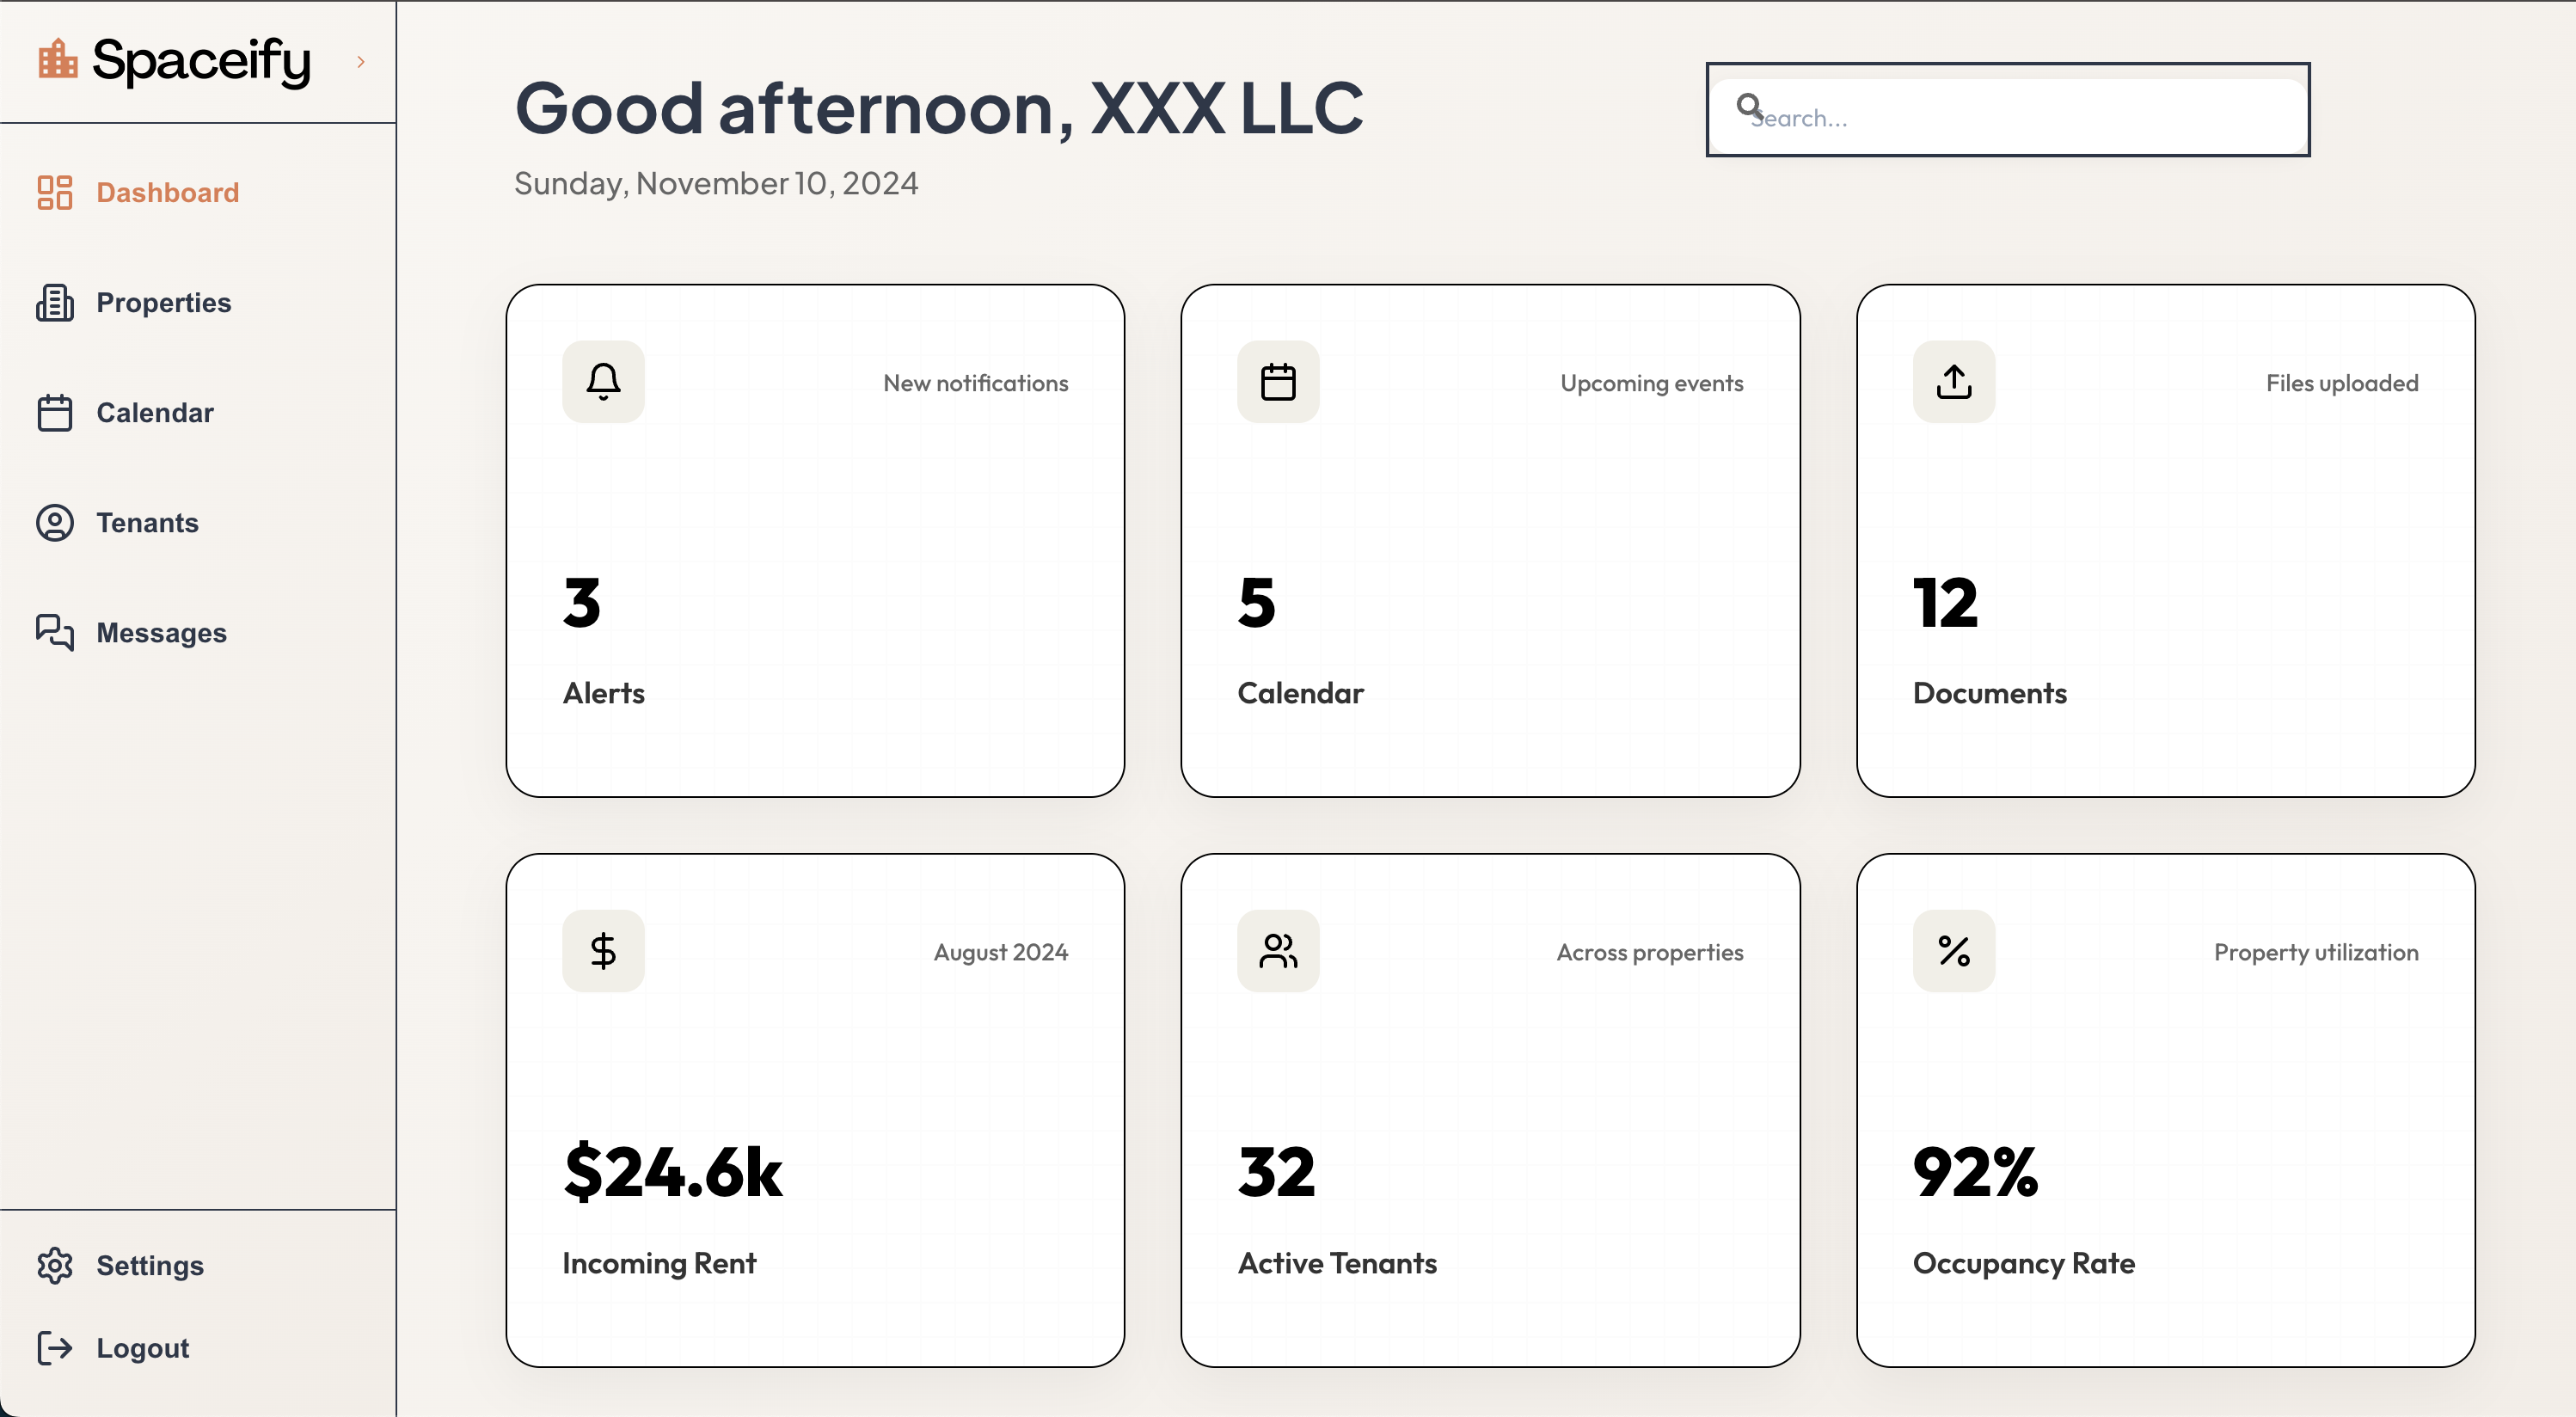 Spaceify
Dashboard
Properties
Calendar
Tenants
Messages
Settings
Logout
Good afternoon, XXX LLC
Sunday, November 10, 2024
Search...
New notifications
3
Alerts
Upcoming events
5
Calendar
Files uploaded
12
Documents
August 2024
$24.6k
Incoming Rent
Across properties
32
Active Tenants
Property utilization
92%
Occupancy Rate